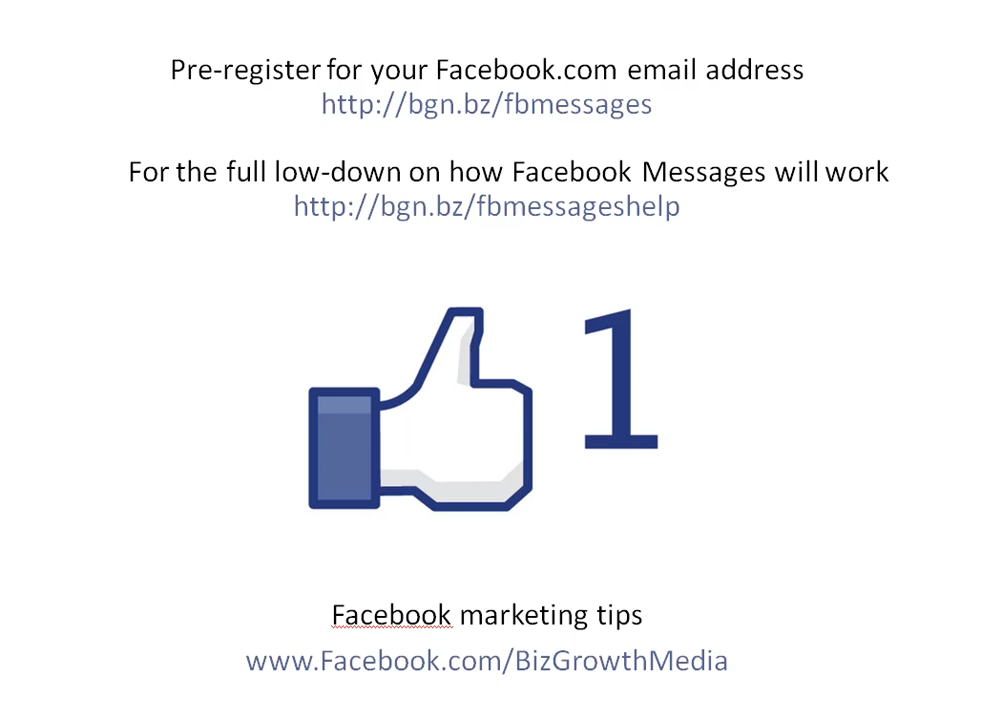 Pre-register for your Facebook.com email address
http://bgn.bz/fbmessages
For the full low-down on how Facebook Messages will work
http://bgn.bz/fbmessageshelp
1
Facebook marketing tips
www.Facebook.com/BizGrowthMedia